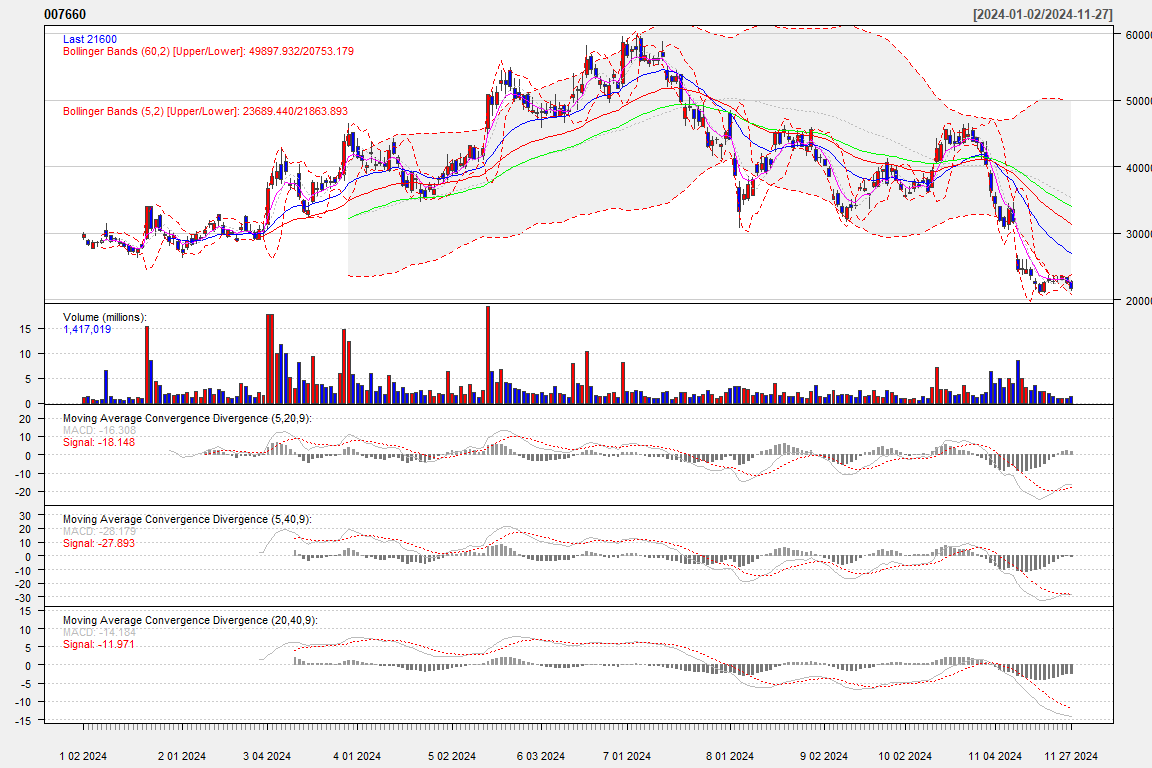 007660 [2024-01-02/2024-11-27]
Last 21600
Bollinger Bands (60,2) [Upper/Lower]: 49897.932/20753.179
Bollinger Bands (5,2) [Upper/Lower]: 23689.440/21863.893
60000
50000
40000
30000
20000
Volume (millions):
1,417,019
15
10
5
0
Moving Average Convergence Divergence (5,20,9):
MACD: -16.308
Signal: -18.148
20
10
0
-10
-20
Moving Average Convergence Divergence (5,40,9):
MACD: -28.179
Signal: -27.893
30
20
10
0
-10
-20
-30
Moving Average Convergence Divergence (20,40,9):
MACD: -14.184
Signal: -11.971
15
10
5
0
-5
-10
-15
1 02 2024 2 01 2024 3 04 2024 4 01 2024 5 02 2024 6 03 2024 7 01 2024 8 01 2024 9 02 2024 10 02 2024 11 04 2024 11 27 2024